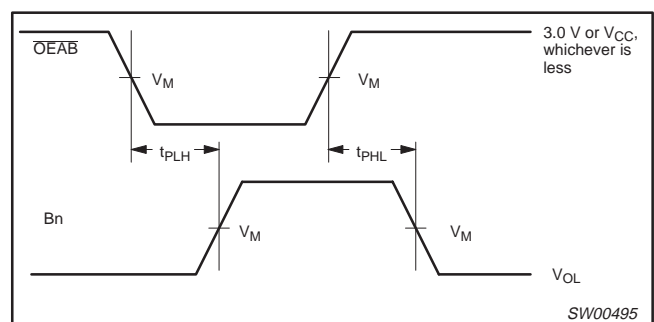 OEAB
3.0 V or VCC,
whichever is
less
VM
VM
tPLH
tPHL
Bn
VM
VM
VOL
SW00495